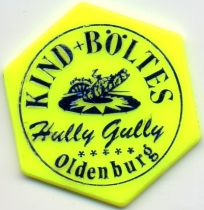 KIND+BÖLTES
Hully Gully
*****
Oldenburg